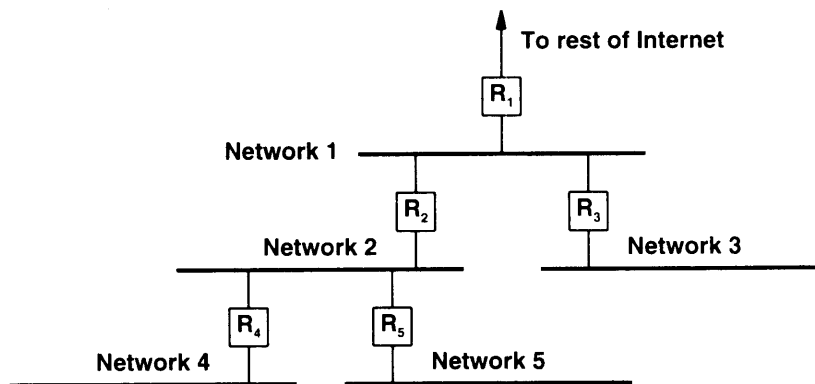 To rest of Internet
R₁
Network 1
R₂
R₃
Network 2
Network 3
R₄
R₅
Network 4
Network 5